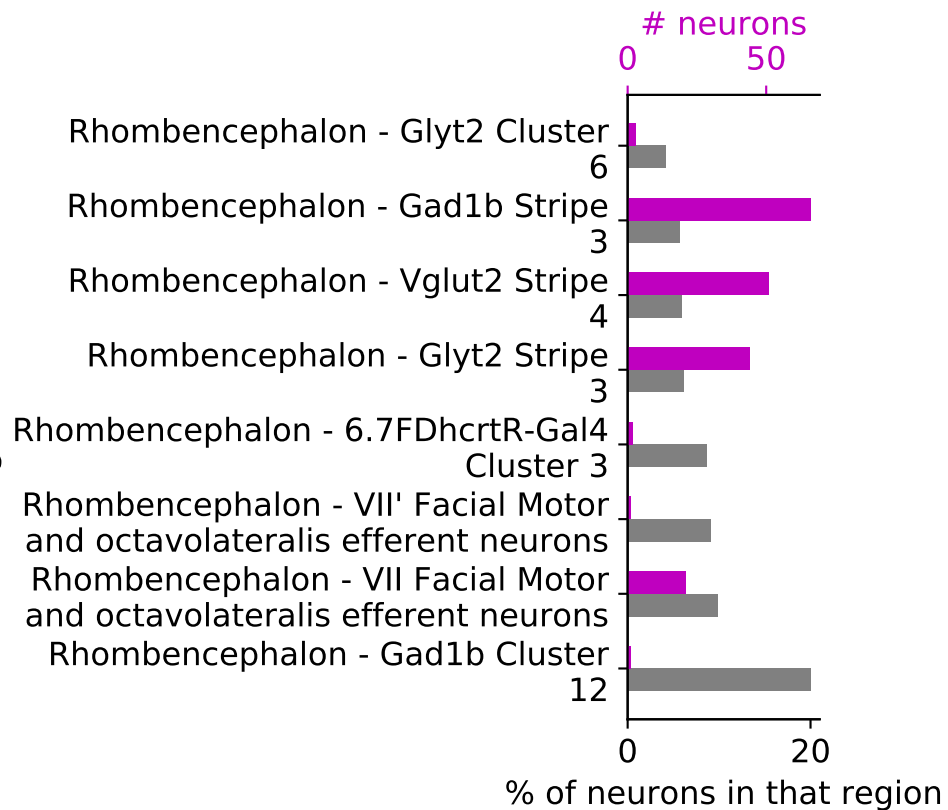 # neurons
0 50
Rhombencephalon - Glyt2 Cluster
6
Rhombencephalon - Gad1b Stripe
3
Rhombencephalon - Vglut2 Stripe
4
Rhombencephalon - Glyt2 Stripe
3
Rhombencephalon - 6.7FDhcrtR-Gal4
Cluster 3
Rhombencephalon - VII' Facial Motor
and octavolateralis efferent neurons
Rhombencephalon - VII Facial Motor
and octavolateralis efferent neurons
Rhombencephalon - Gad1b Cluster
12
0 20
% of neurons in that region